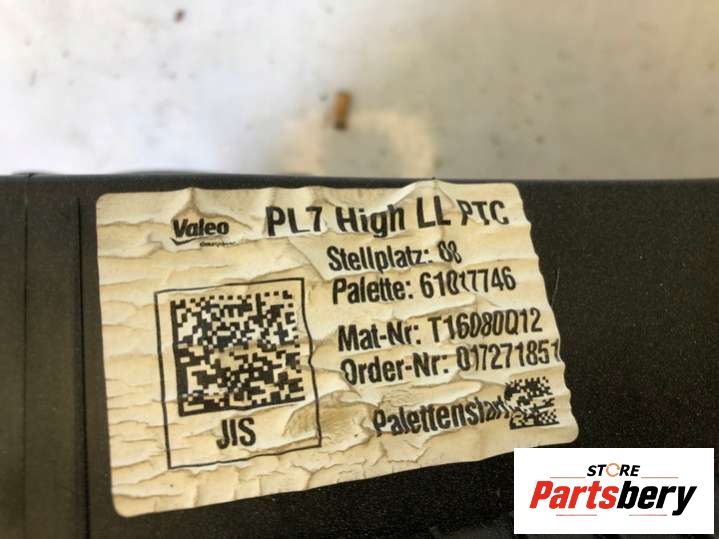 Valeo
PL7 High LL PTC
Stellplatz: 08
Palette: 61017746
Mat-Nr: T16080Q12
Order-Nr: 017271851
Palettenstart
JIS
STORE
Partsbery